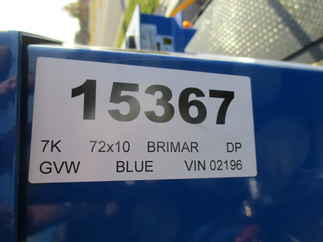 15367
7K 72x10 BRIMAR DP
GVW BLUE VIN 02196